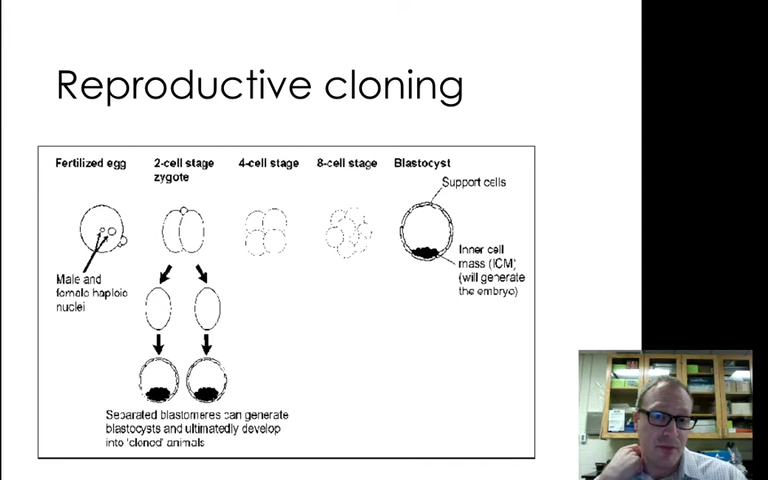 Reproductive cloning
Fertilized egg
2-cell stage
zygote
4-cell stage
8-cell stage
Blastocyst
Support cells
Inner cell
mass (ICM)
(will generate
the embryo)
Male and
female haploid
nuclei
Separated blastomeres can generate
blastocysts and ultimatedly develop
into 'cloned' animals